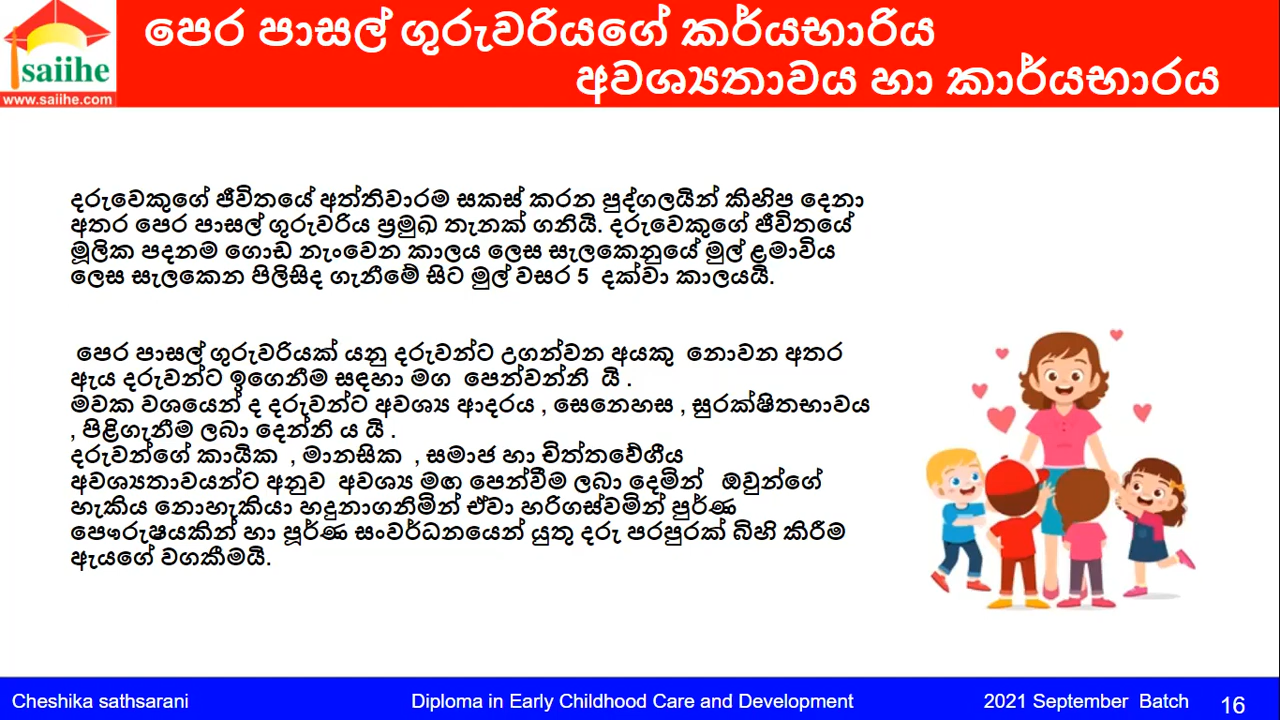 පෙර පාසල් ගුරුවරියගේ කර්යභාරිය
අවශ්‍යතාවය හා කාර්යභාරය
saiihe
www.saiihe.com
දරුවෙකුගේ ජීවිතයේ අත්තිවාරම සකස් කරන පුද්ගලයින් කිහිප දෙනා
අතර පෙර පාසල් ගුරුවරිය ප්‍රමුඛ තැනක් ගනියි. දරුවෙකුගේ ජීවිතයේ
මූලික පදනම ගොඩ නැංවෙන කාලය ලෙස සැලකෙනුයේ මුල් ළමාවිය
ලෙස සැලකෙන පිලිසිද ගැනීමේ සිට මුල් වසර 5 දක්වා කාලයයි.
පෙර පාසල් ගුරුවරියක් යනු දරුවන්ට උගන්වන අයකු නොවන අතර
ඇය දරුවන්ට ඉගෙනීම සඳහා මග පෙන්වන්නි යි .
මවක වශයෙන් ද දරුවන්ට අවශ්‍ය ආදරය , සෙනෙහස , සුරක්ෂිතභාවය
, පිළිගැනීම ලබා දෙන්නි ය යි .
දරුවන්ගේ කායික , මානසික , සමාජ හා චිත්තවේගීය
අවශ්‍යතාවයන්ට අනුව අවශ්‍ය මඟ පෙන්වීම ලබා දෙමින් ඔවුන්ගේ
හැකිය නොහැකියා හදුනාගනිමින් ඒවා හරිගස්වමින් පුර්ණ
පෞරුෂයකින් හා පූර්ණ සංවර්ධනයෙන් යුතු දරු පරපුරක් බිහි කිරීම
ඇයගේ වගකීමයි.
Cheshika sathsarani
Diploma in Early Childhood Care and Development
2021 September Batch
16